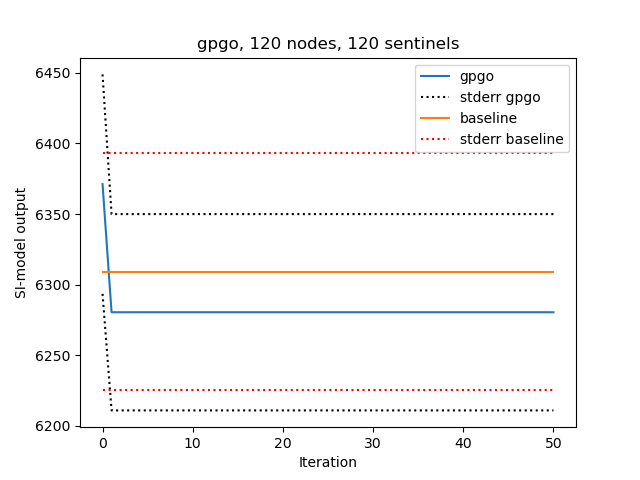 gpgo, 120 nodes, 120 sentinels
6450
6400
6350
6300
6250
6200
SI-model output
gpgo
stderr gpgo
baseline
stderr baseline
0
10
20
30
40
50
Iteration